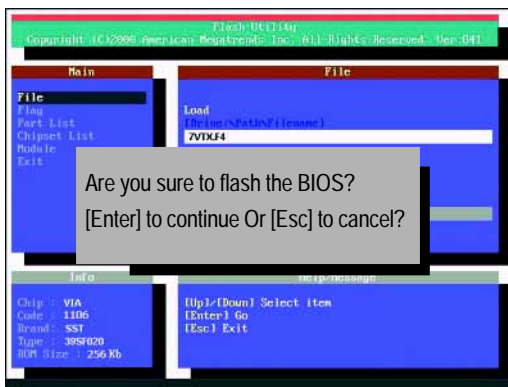 Flash Utility
Copyright (C)2000 American Megatrends Inc. All Rights Reserved Ver:841
Main
File
Flag
Part List
Chipset List
Module
Exit
File
Load
[Drive:\Path\Filename]
7VTX.F4
Are you sure to flash the BIOS?
[Enter] to continue Or [Esc] to cancel?
Info
Chip : VIA
Code : 1106
Brand: SST
Type : 39SF020
ROM Size : 256 Kb
Help/Message
[Up]/[Down] Select item
[Enter] Go
[Esc] Exit